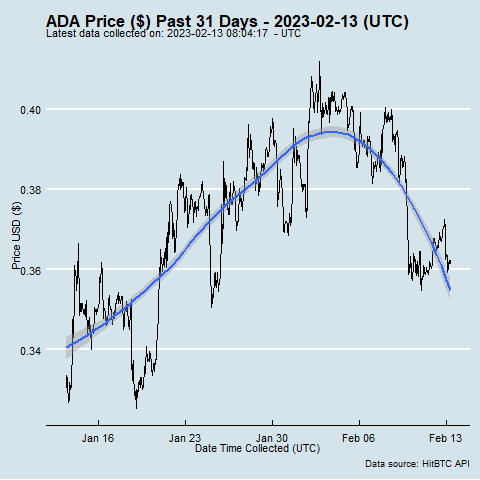 ADA Price ($) Past 31 Days - 2023-02-13 (UTC)
Latest data collected on: 2023-02-13 08:04:17 - UTC
0.40
0.38
0.36
0.34
Price USD ($)
Jan 16
Jan 23
Jan 30
Feb 06
Feb 13
Date Time Collected (UTC)
Data source: HitBTC API